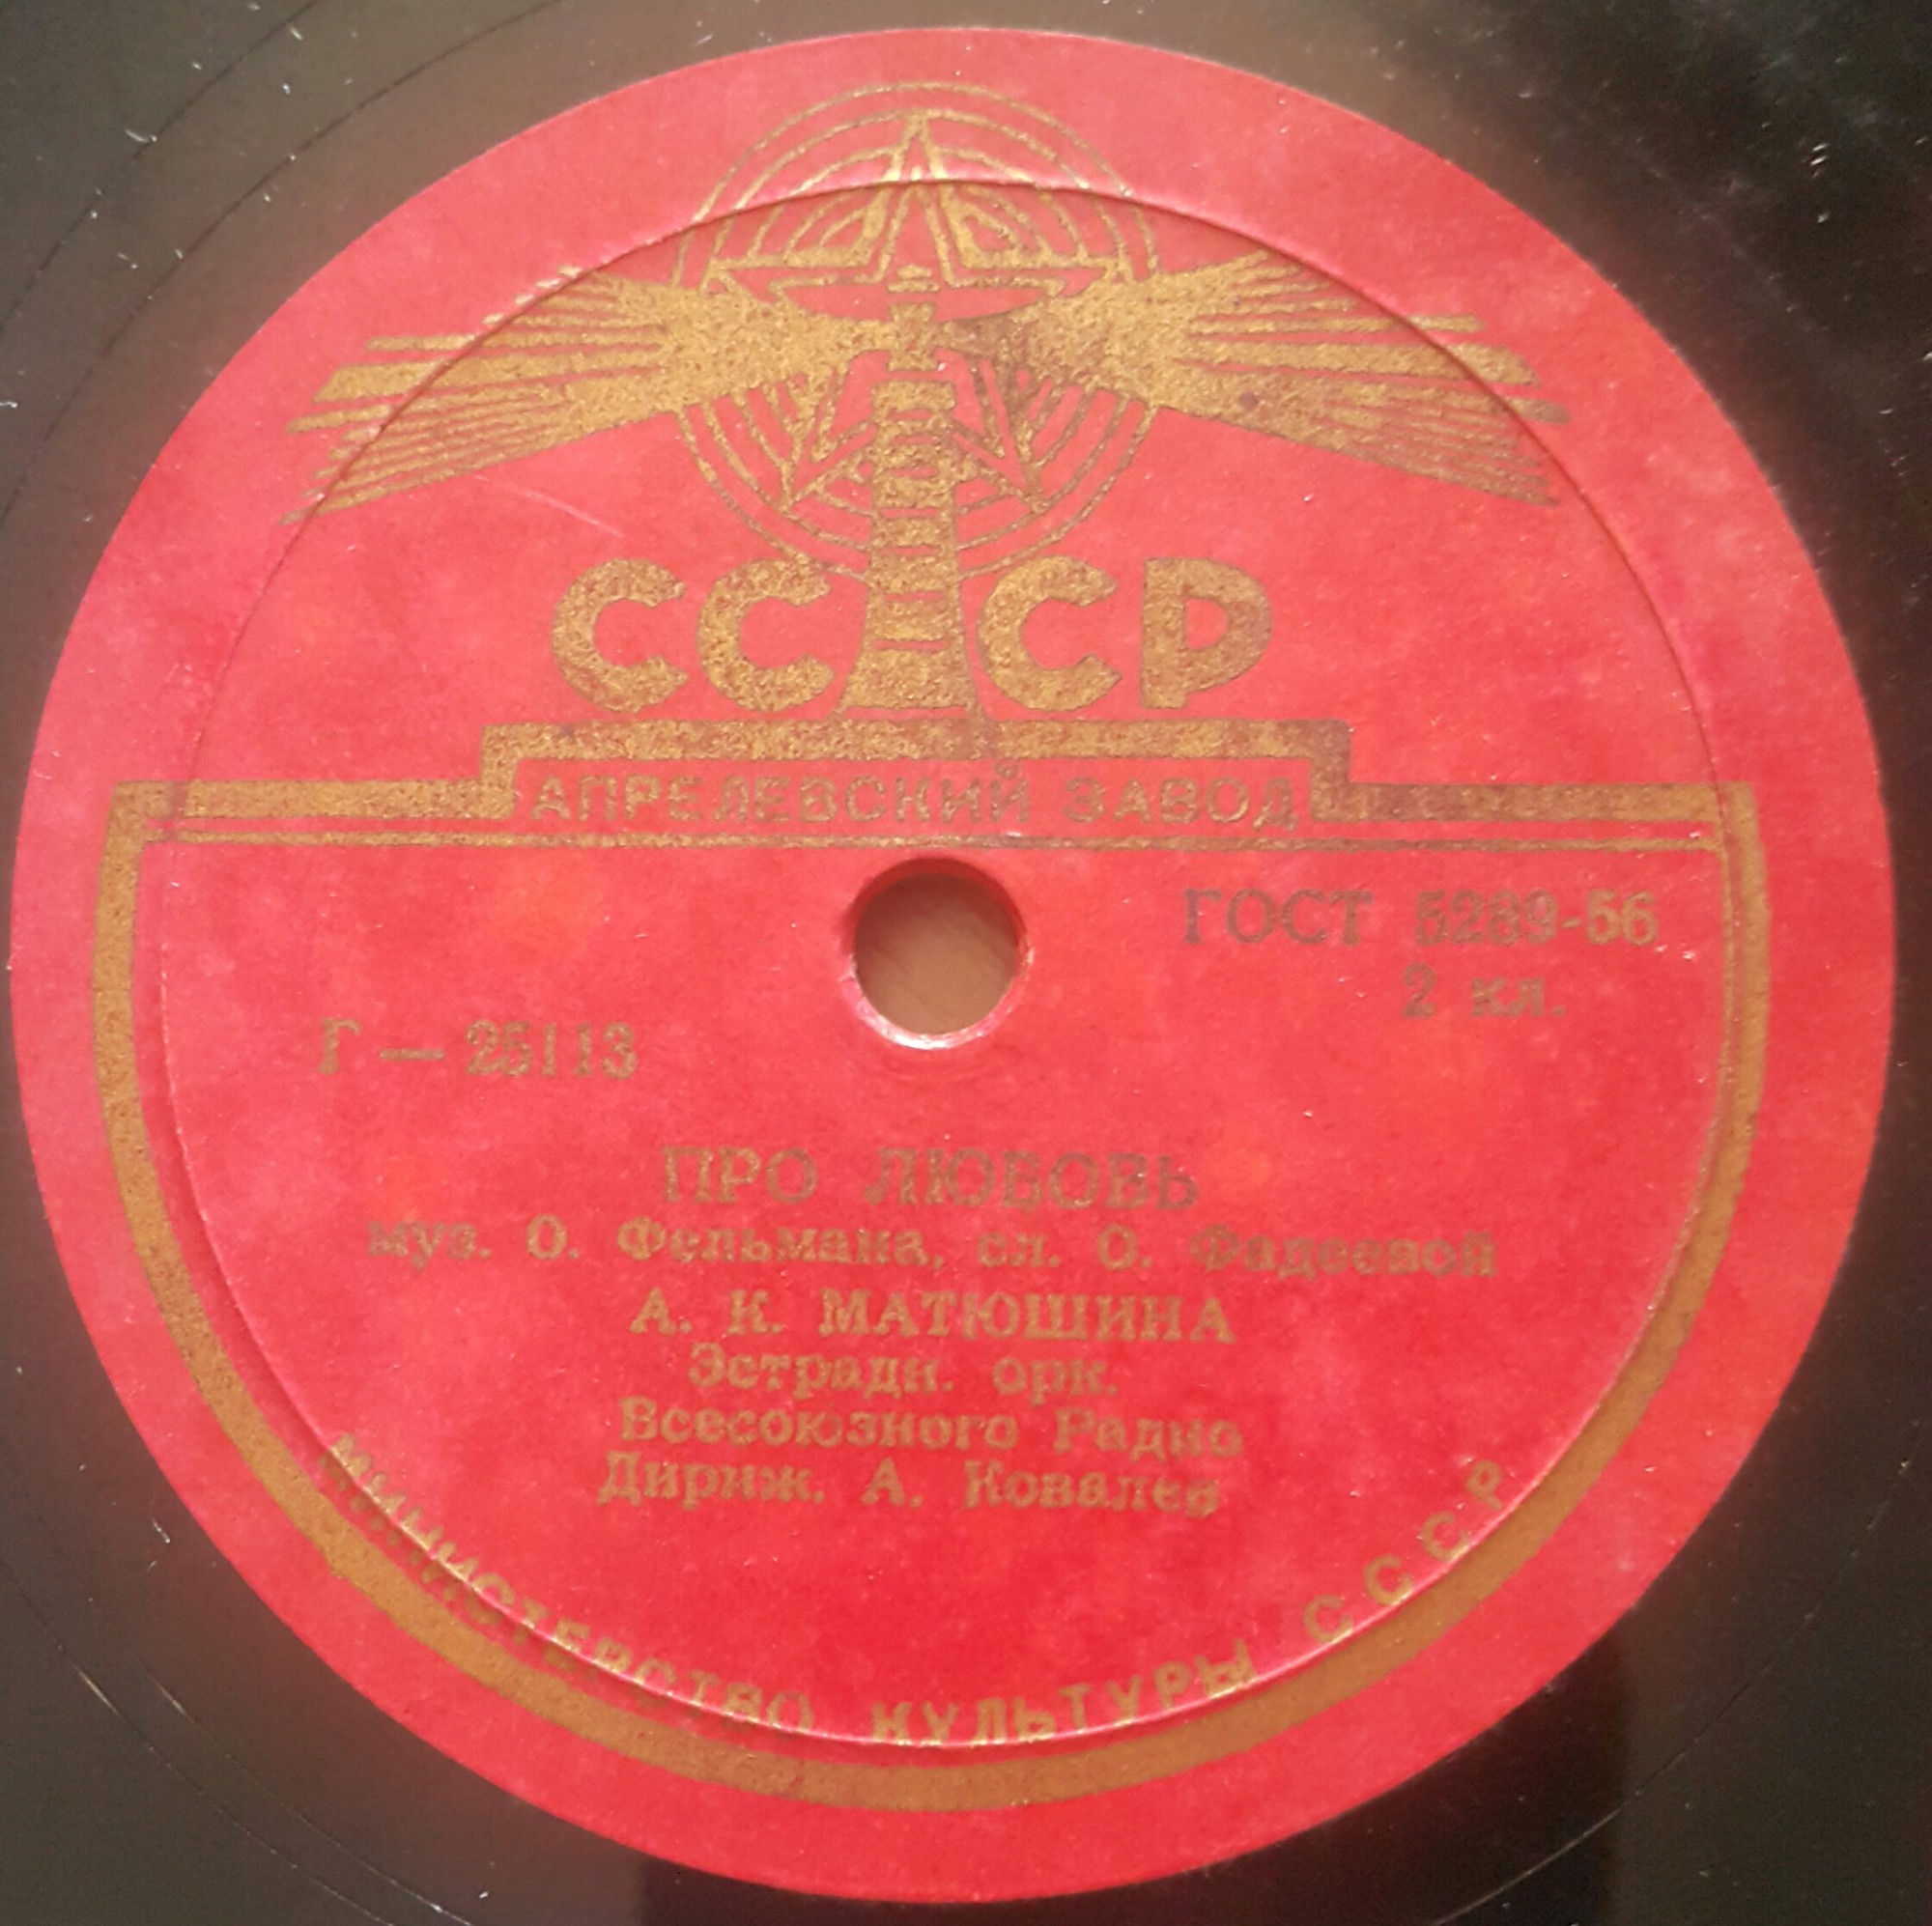 СССР
АПРЕЛЕВСКИЙ ЗАВОД
ГОСТ 5289-56
2 кл.
Г — 25113
ПРО ЛЮБОВЬ
муз. О. Фельмана, сл. О. Фадеевой
А. К. МАТЮШИНА
Эстрадн. орк.
Всесоюзного Радио
Дириж. А. Ковалев
МИНИСТЕРСТВО КУЛЬТУРЫ СССР